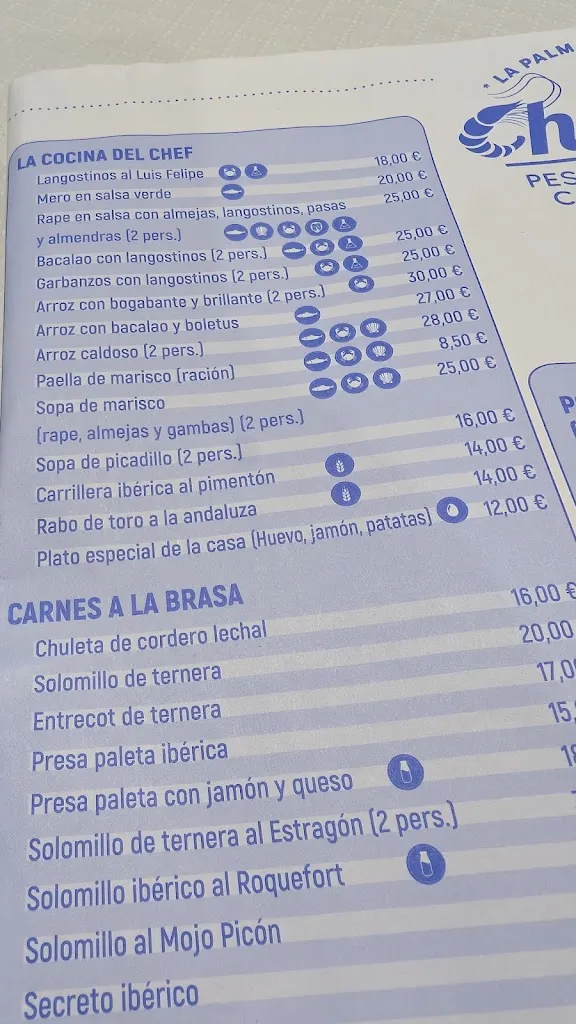 * LA PALM
Ch
PES
C
LA COCINA DEL CHEF
Langostinos al Luis Felipe 18,00 €
Mero en salsa verde 20,00 €
Rape en salsa con almejas, langostinos, pasas 25,00 €
y almendras (2 pers.)
Bacalao con langostinos (2 pers.) 25,00 €
Garbanzos con langostinos (2 pers.) 25,00 €
Arroz con bogabante y brillante (2 pers.) 30,00 €
Arroz con bacalao y boletus 27,00 €
Arroz caldoso (2 pers.) 28,00 €
Paella de marisco (ración) 8,50 €
Sopa de marisco 25,00 €
(rape, almejas y gambas) (2 pers.)
Sopa de picadillo (2 pers.) 16,00 €
Carrillera ibérica al pimentón 14,00 €
Rabo de toro a la andaluza 14,00 €
Plato especial de la casa (Huevo, jamón, patatas) 12,00 €
CARNES A LA BRASA
Chuleta de cordero lechal 16,00 €
Solomillo de ternera 20,00
Entrecot de ternera 17,0
Presa paleta ibérica 15,
Presa paleta con jamón y queso 18
Solomillo de ternera al Estragón (2 pers.)
Solomillo ibérico al Roquefort
Solomillo al Mojo Picón
Secreto ibérico